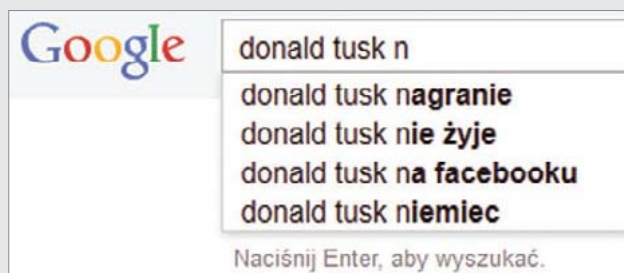 Google
donald tusk n
donald tusk nagranie
donald tusk nie żyje
donald tusk na facebooku
donald tusk niemiec
Naciśnij Enter, aby wyszukać.